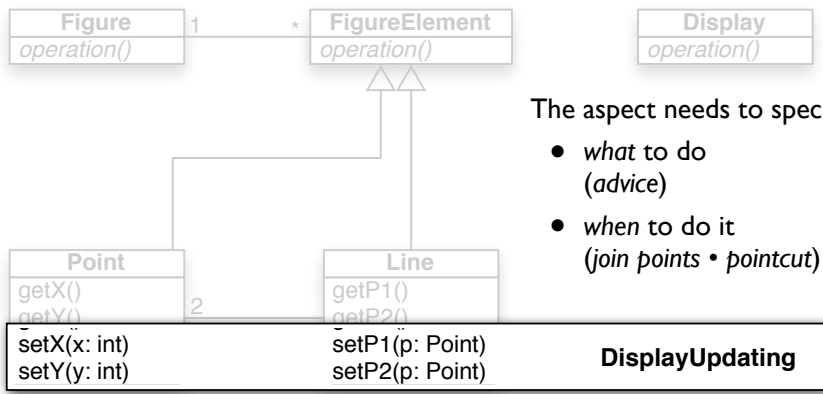 Figure
operation()
1
*
FigureElement
operation()
Display
operation()
The aspect needs to spec
• what to do
(advice)
• when to do it
(join points • pointcut)
Point
getX()
getY()
2
Line
getP1()
getP2()
setX(x: int)
setY(y: int)
setP1(p: Point)
setP2(p: Point)
DisplayUpdating